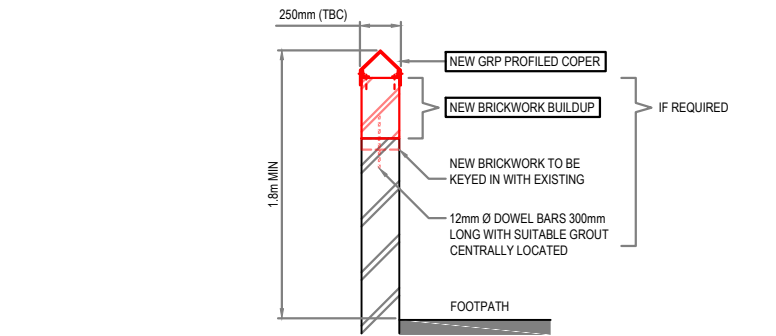 250mm (TBC)
NEW GRP PROFILED COPER
NEW BRICKWORK BUILDUP
IF REQUIRED
1.8m MIN
NEW BRICKWORK TO BE
KEYED IN WITH EXISTING
12mm Ø DOWEL BARS 300mm
LONG WITH SUITABLE GROUT
CENTRALLY LOCATED
FOOTPATH